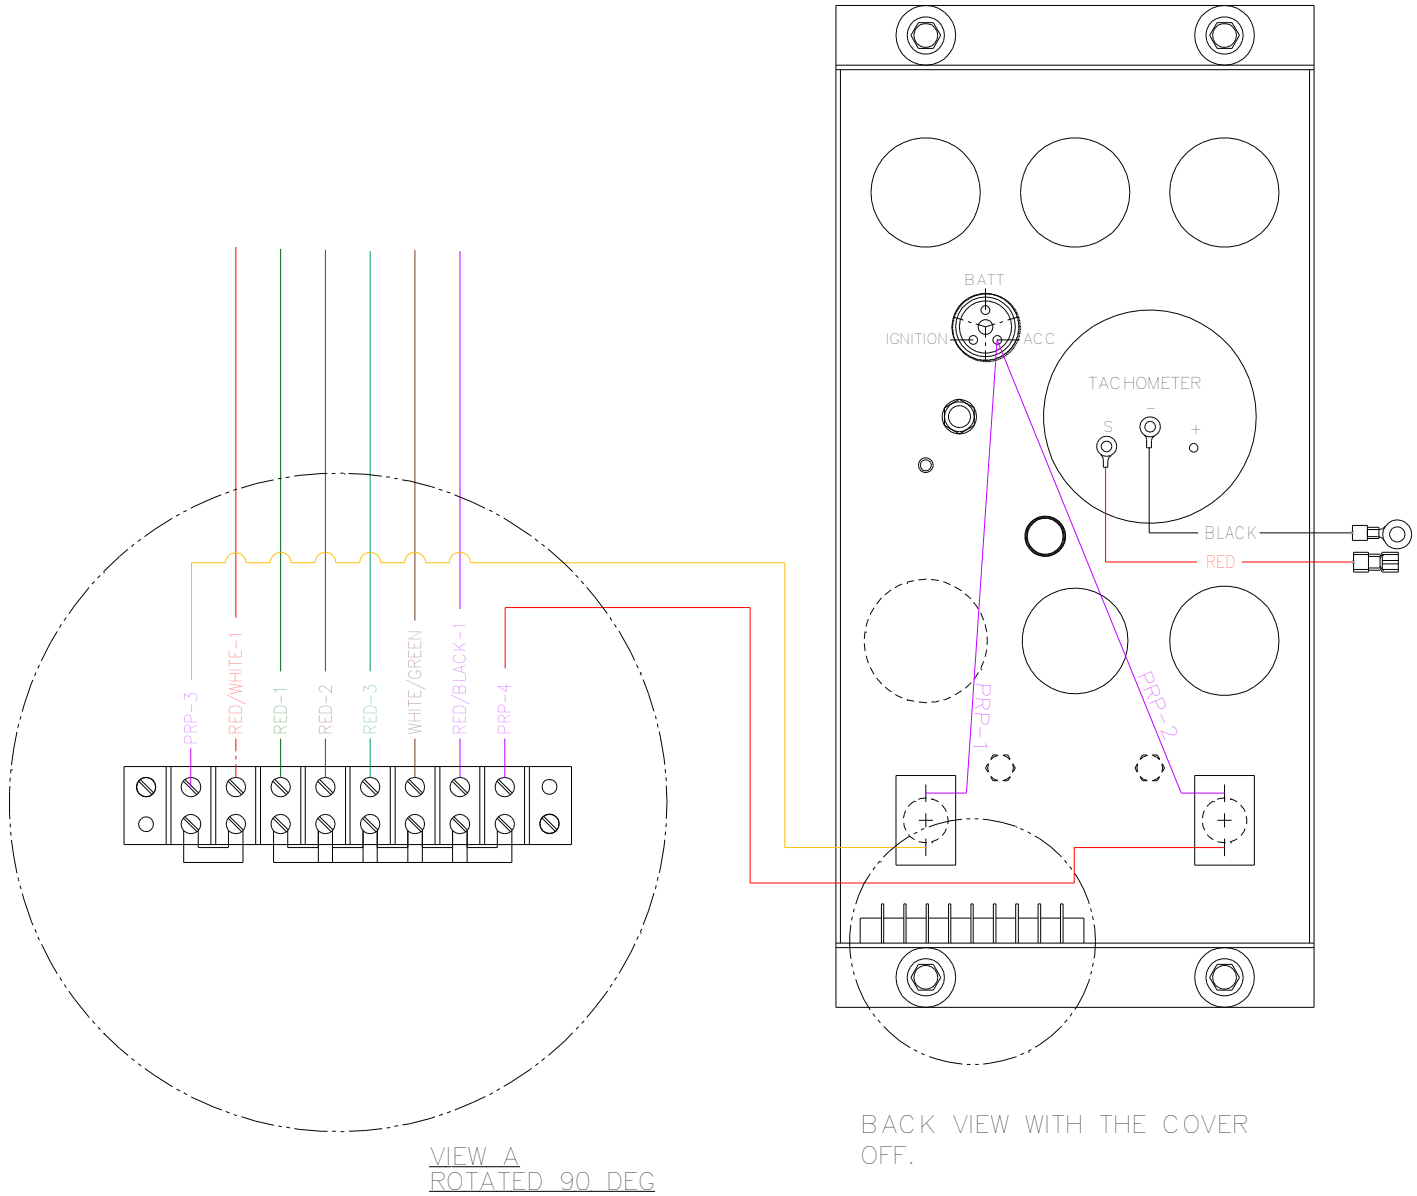 BATT
IGNITION
ACC
TACHOMETER
S
-
+
BLACK
RED
PRP-3
RED/WHITE-1
RED-1
RED-2
RED-3
WHITE/GREEN
RED/BLACK-1
PRP-4
PRP-1
PRP-2
BACK VIEW WITH THE COVER
OFF.
VIEW A
ROTATED 90 DEG